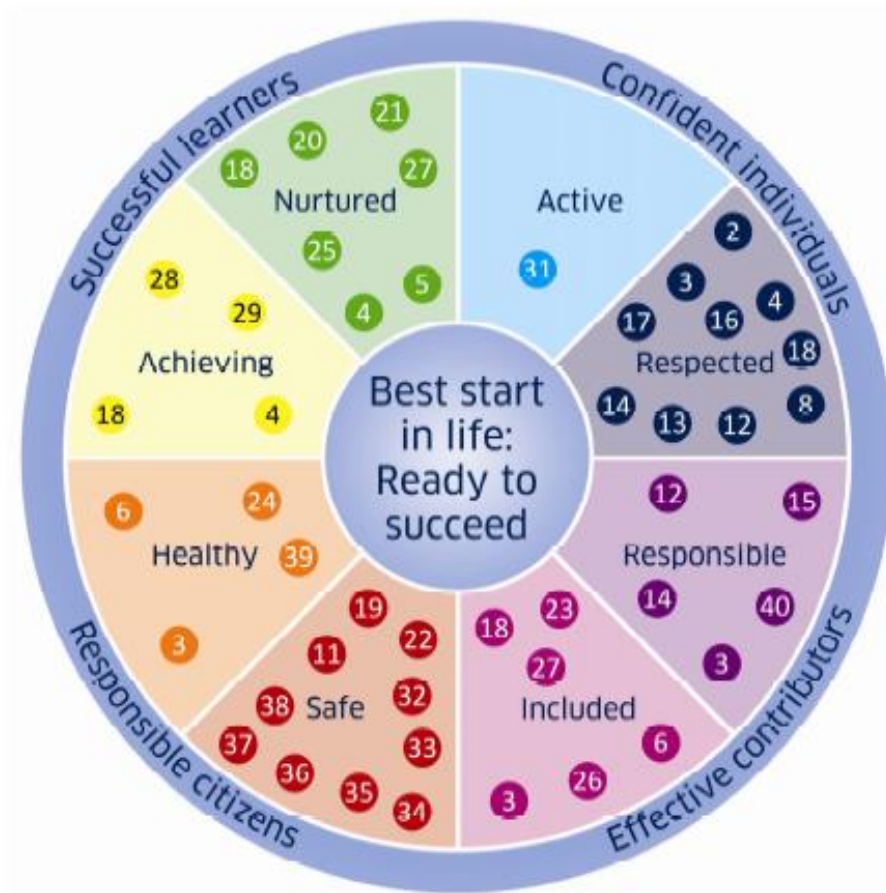 Successful learners
Confident individuals
Effective contributors
Responsible citizens
Best start
in life:
Ready to
succeed
21
20
18
27
Nurtured
25
5
4
Active
31
2
3
4
17
16
18
Respected
14
13
12
8
12
15
Responsible
14
40
3
18
23
27
Included
6
26
3
19
22
11
32
38
Safe
37
33
36
35
34
6
24
Healthy
39
3
28
29
Achieving
18
4